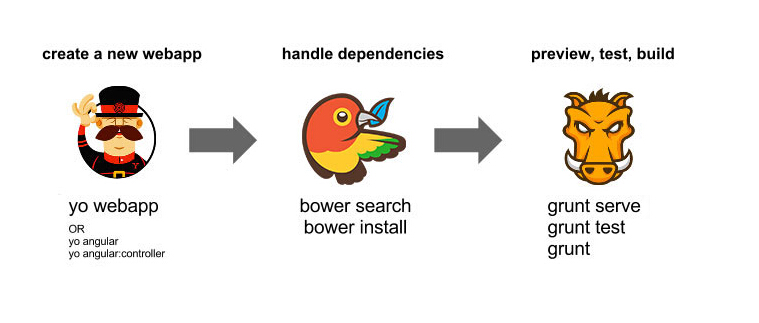 create a new webapp
handle dependencies
preview, test, build
yo webapp
OR
yo angular
yo angular:controller
bower search
bower install
grunt serve
grunt test
grunt